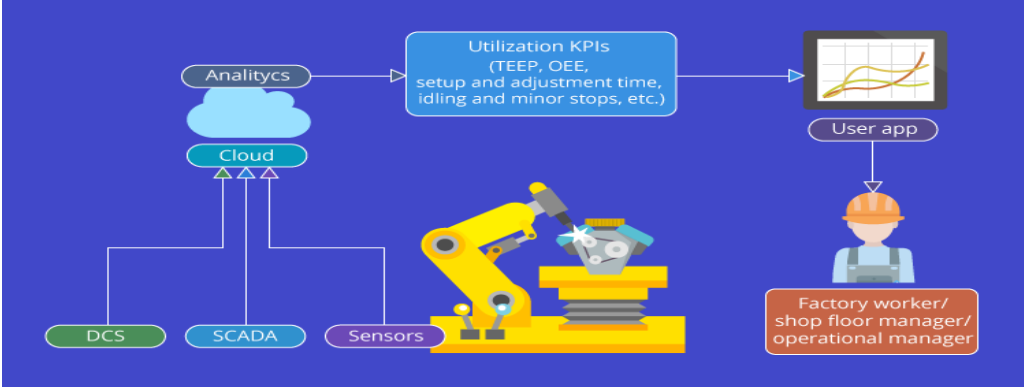 Analitycs
Utilization KPIs
(TEEP, OEE,
setup and adjustment time,
idling and minor stops, etc.)
User app
Cloud
DCS
SCADA
Sensors
Factory worker/
shop floor manager/
operational manager